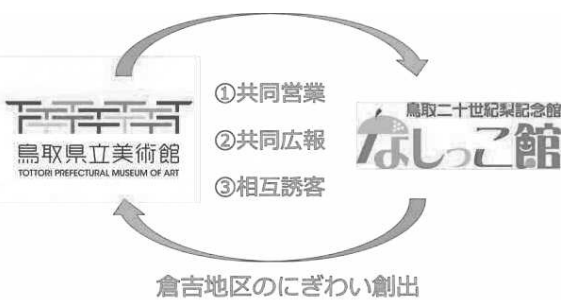 鳥取県立美術館
TOTTORI PREFECTURAL MUSEUM OF ART
①共同営業
②共同広報
③相互誘客
鳥取二十世紀梨記念館
なしっこ館
倉吉地区のにぎわい創出